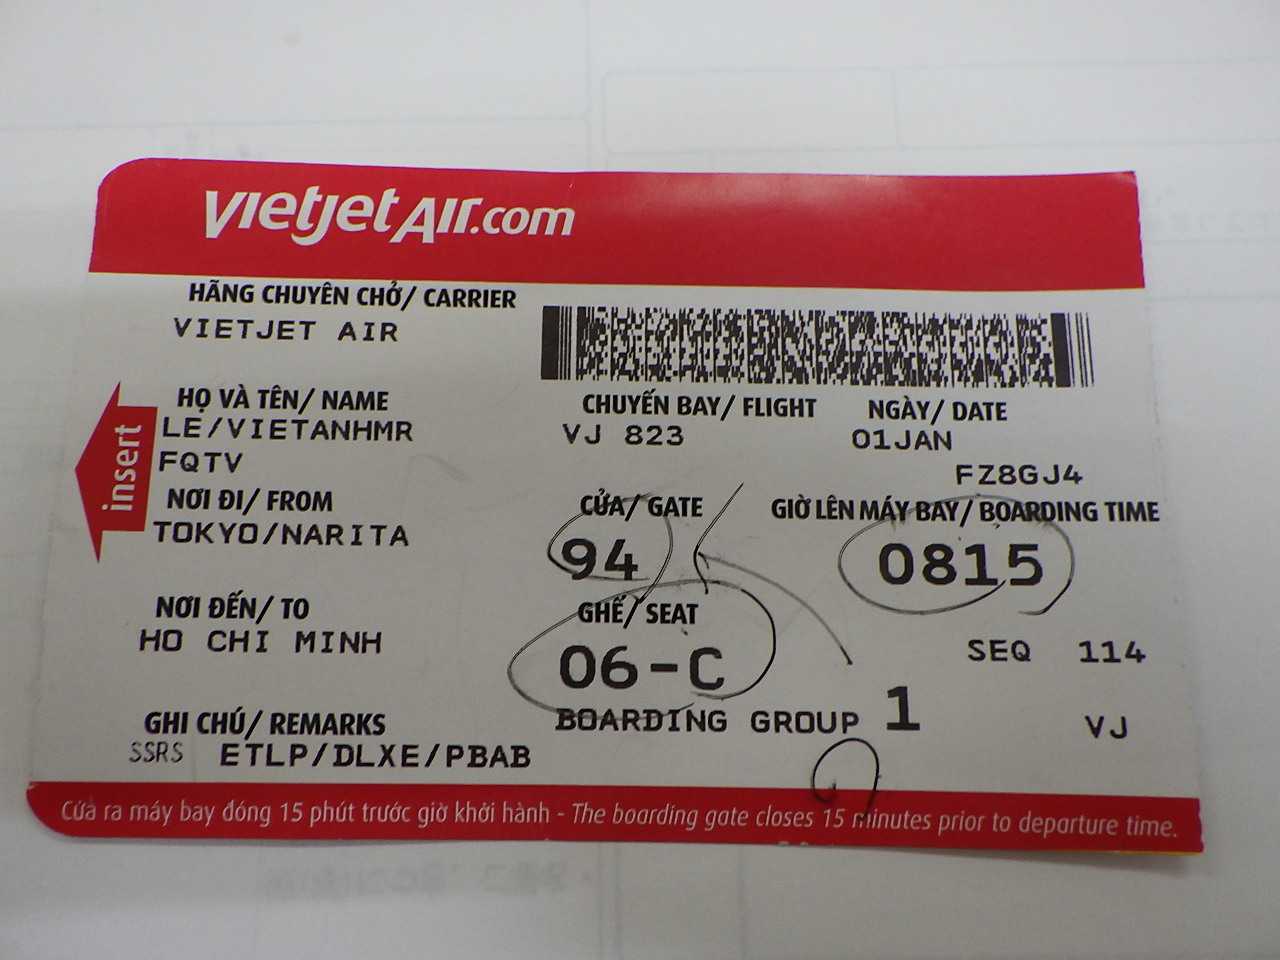 vietjetAir.com
HÃNG CHUYÊN CHỞ/ CARRIER
VIETJET AIR
HỌ VÀ TÊN/ NAME
LE/VIETANHMR
CHUYẾN BAY/ FLIGHT
VJ 823
NGÀY/ DATE
01JAN
FQTV
FZ8GJ4
insert
NƠI ĐI/ FROM
TOKYO/NARITA
CỬA/ GATE
94
GIỜ LÊN MÁY BAY/ BOARDING TIME
0815
NƠI ĐẾN/ TO
HO CHI MINH
GHẾ/ SEAT
06-C
SEQ 114
GHI CHÚ/ REMARKS
BOARDING GROUP 1
VJ
SSRS ETLP/DLXE/PBAB
Cửa ra máy bay đóng 15 phút trước giờ khởi hành - The boarding gate closes 15 minutes prior to departure time.